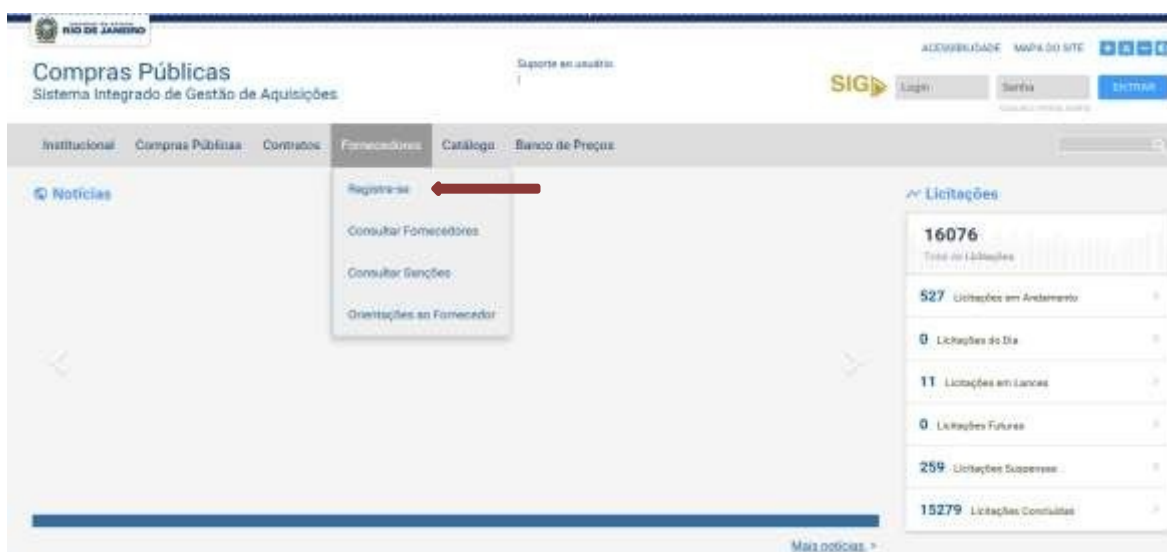 RIO DE JANEIRO
ACESSIBILIDADE MAPA DO SITE
Compras Públicas
Sistema Integrado de Gestão de Aquisições
Suporte ao usuário
SIGA
Login
Senha
ENTRAR
Institucional Compras Públicas Contratos Fornecedores Catálogo Banco de Preços
Notícias
Registre-se
Consultar Fornecedores
Consultar Sanções
Orientações ao Fornecedor
Licitações
16076
Total de Licitações
527 Licitações em Andamento
0 Licitações do Dia
11 Licitações em Lances
0 Licitações Futuras
259 Licitações Suspensas
15279 Licitações Concluídas
Mais notícias >